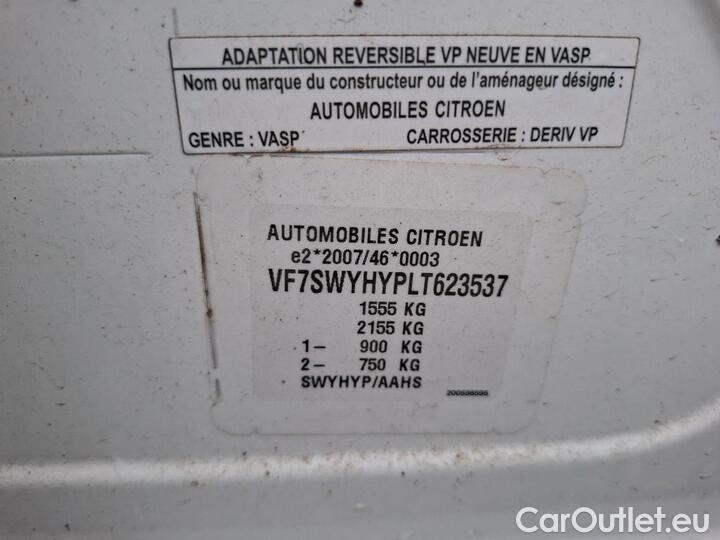 ADAPTATION REVERSIBLE VP NEUVE EN VASP
Nom ou marque du constructeur ou de l'aménageur désigné :
AUTOMOBILES CITROEN
GENRE : VASP CARROSSERIE : DERIV VP
AUTOMOBILES CITROEN
e2*2007/46*0003
VF7SWYHYPLT623537
1555 KG
2155 KG
1- 900 KG
2- 750 KG
SWYHYP/AAHS
CarOutlet.eu